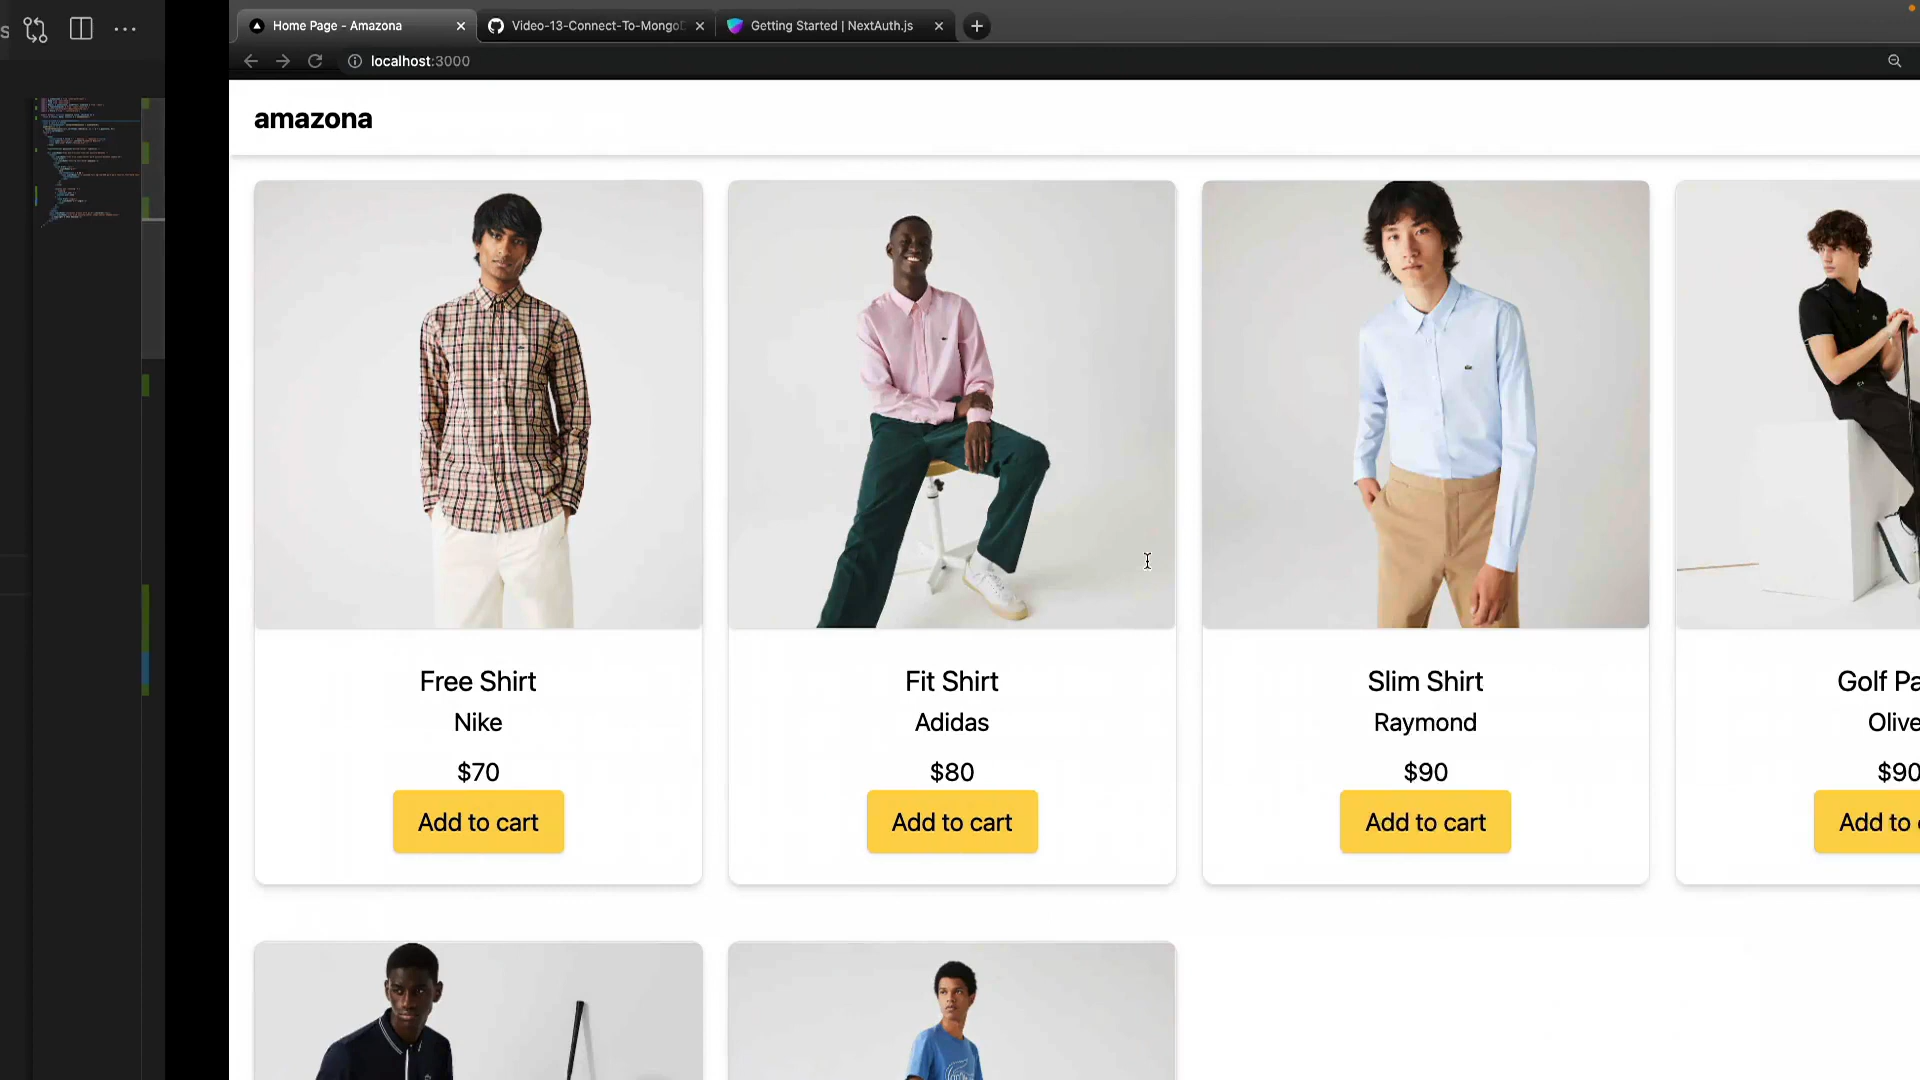 Home Page - Amazona
Video-13-Connect-To-Mongo
Getting Started | NextAuth.js
localhost:3000
amazona
Free Shirt
Nike
$70
Add to cart
Fit Shirt
Adidas
$80
Add to cart
Slim Shirt
Raymond
$90
Add to cart
Golf Pa
Olive
$90
Add to